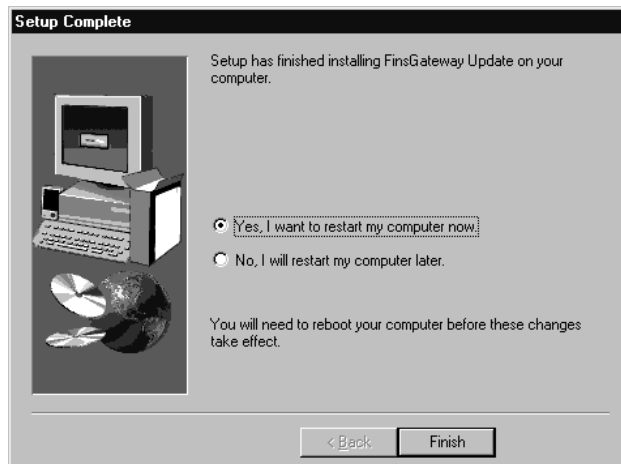 Setup Complete
Setup has finished installing FinsGateway Update on your
computer.
Yes, I want to restart my computer now.
No, I will restart my computer later.
You will need to reboot your computer before these changes
take effect.
< Back
Finish